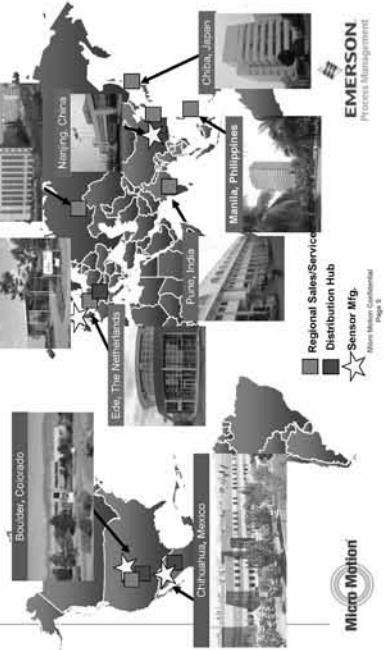 Boulder, Colorado
Chihuahua, Mexico
Ede, The Netherlands
Nanjing, China
Pune, India
Chiba, Japan
Manila, Philippines
Regional Sales/Service
Distribution Hub
Sensor Mfg.
Micro Motion Confidential
Page 5
Micro Motion
EMERSON
Process Management